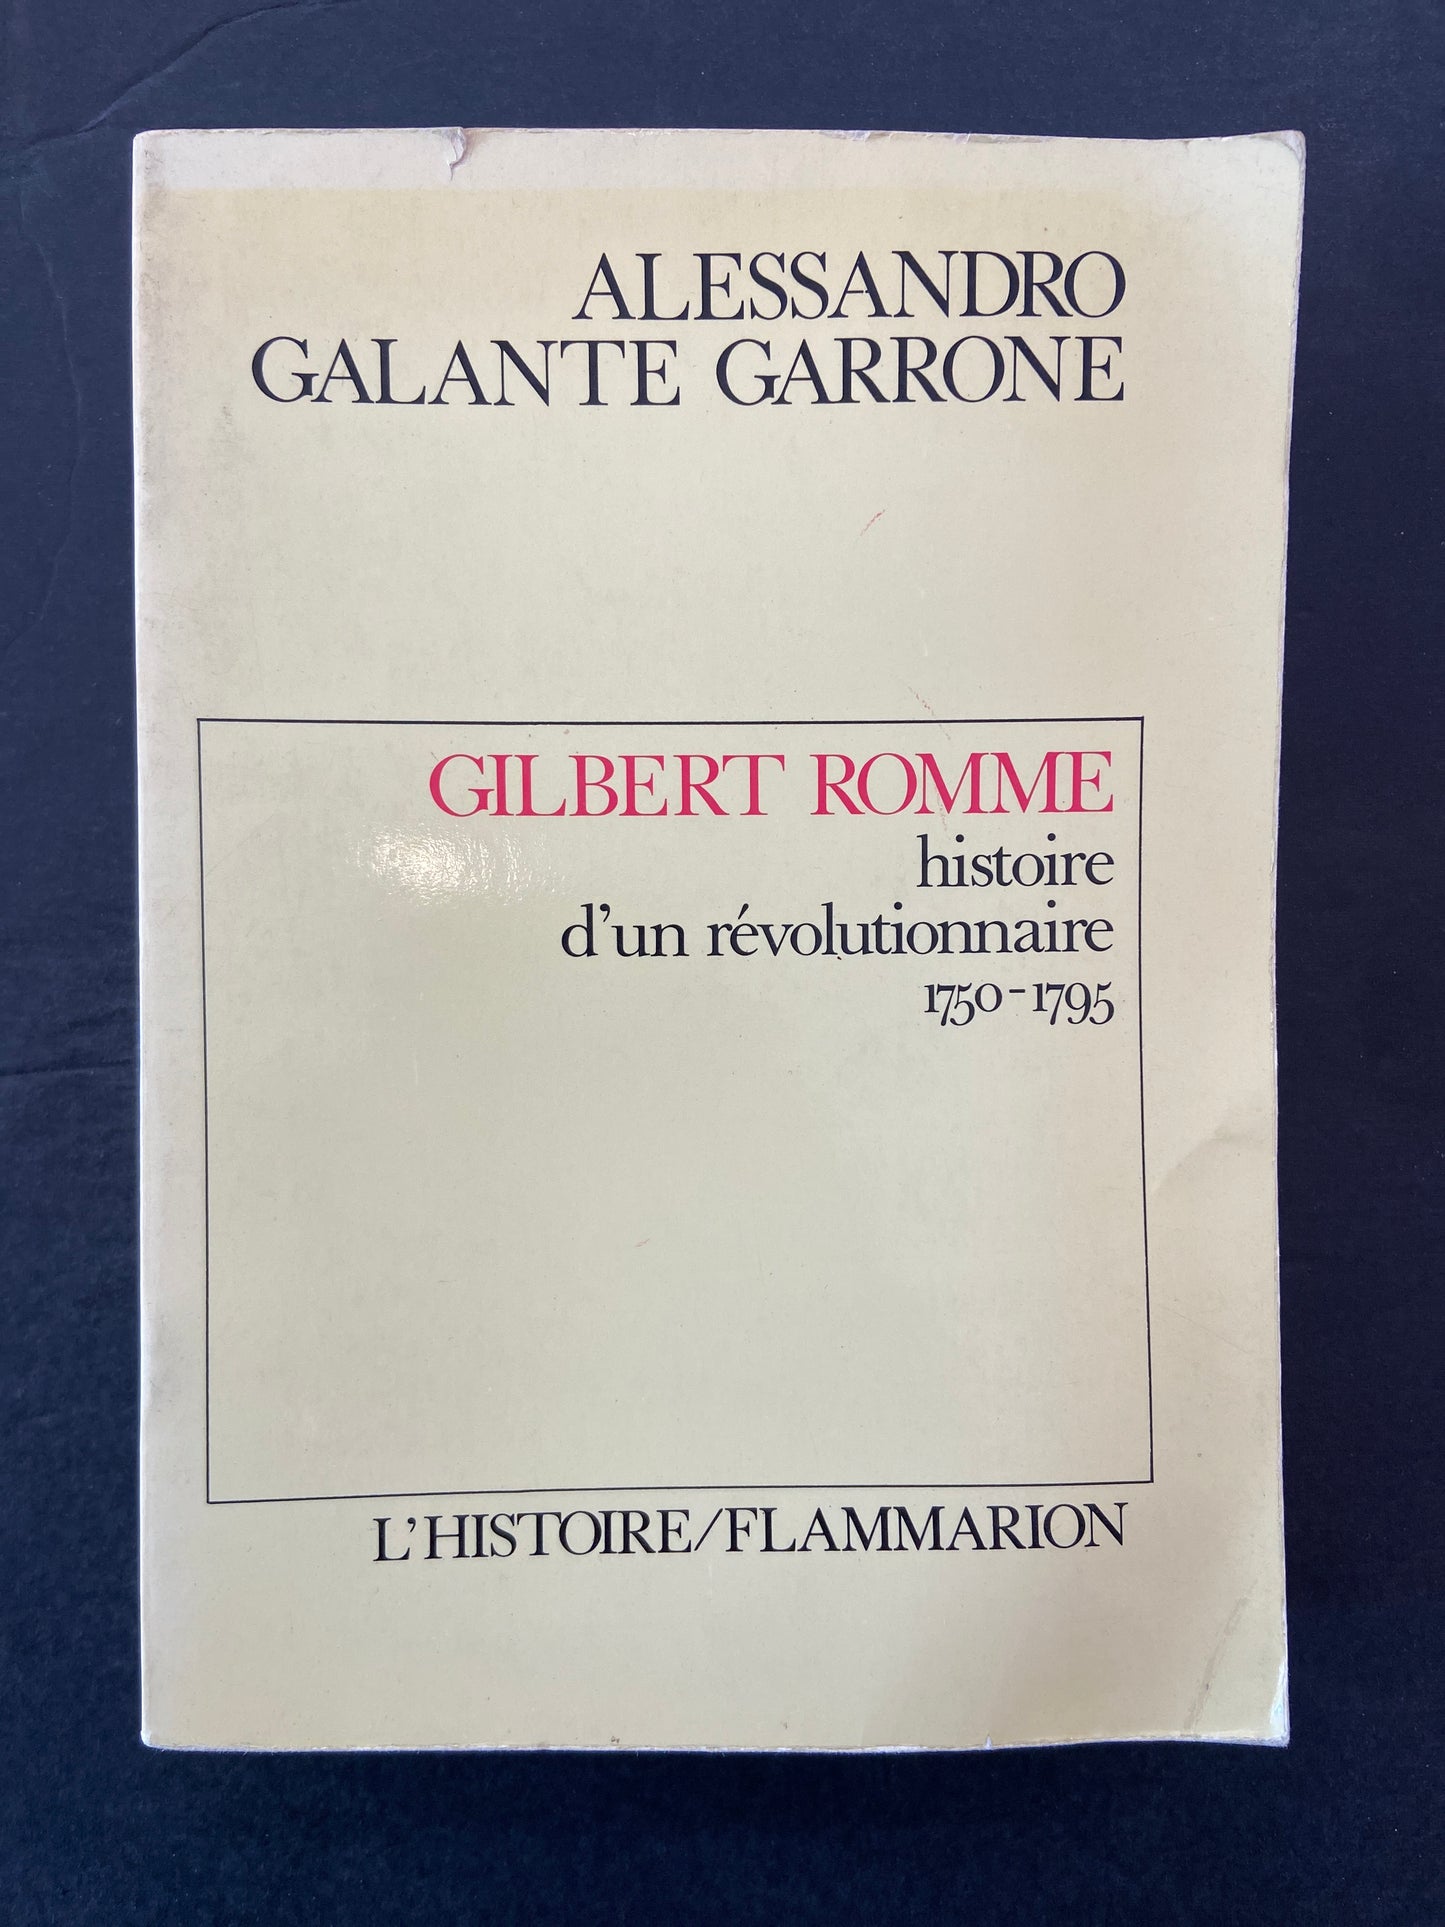 ALESSANDRO
GALANTE GARRONE
GILBERT ROMME
histoire
d'un révolutionnaire
1750-1795
L'HISTOIRE/FLAMMARION